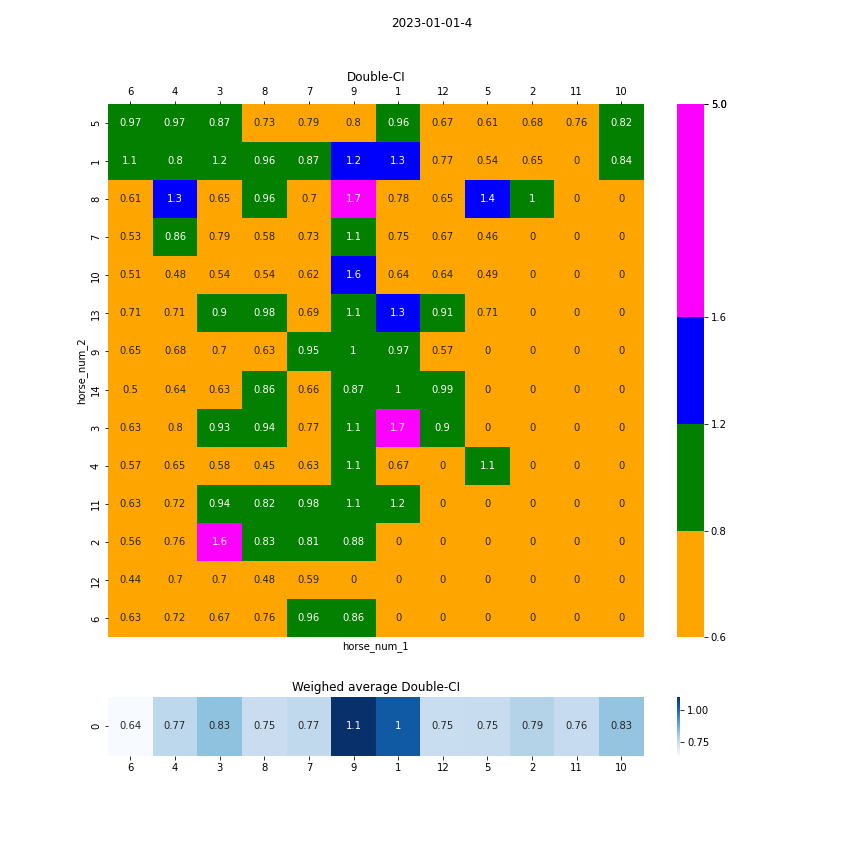 2023-01-01-4
Double-CI
6 4 3 8 7 9 1 12 5 2 11 10
5 0.97 0.97 0.87 0.73 0.79 0.8 0.96 0.67 0.61 0.68 0.76 0.82
1 1.1 0.8 1.2 0.96 0.87 1.2 1.3 0.77 0.54 0.65 0 0.84
8 0.61 1.3 0.65 0.96 0.7 1.7 0.78 0.65 1.4 1 0 0
7 0.53 0.86 0.79 0.58 0.73 1.1 0.75 0.67 0.46 0 0 0
10 0.51 0.48 0.54 0.54 0.62 1.6 0.64 0.64 0.49 0 0 0
13 0.71 0.71 0.9 0.98 0.69 1.1 1.3 0.91 0.71 0 0 0
9 0.65 0.68 0.7 0.63 0.95 1 0.97 0.57 0 0 0 0
14 0.5 0.64 0.63 0.86 0.66 0.87 1 0.99 0 0 0 0
3 0.63 0.8 0.93 0.94 0.77 1.1 1.7 0.9 0 0 0 0
4 0.57 0.65 0.58 0.45 0.63 1.1 0.67 0 1.1 0 0 0
11 0.63 0.72 0.94 0.82 0.98 1.1 1.2 0 0 0 0 0
2 0.56 0.76 1.6 0.83 0.81 0.88 0 0 0 0 0 0
12 0.44 0.7 0.7 0.48 0.59 0 0 0 0 0 0 0
6 0.63 0.72 0.67 0.76 0.96 0.86 0 0 0 0 0 0
horse_num_2
horse_num_1
5.0
1.6
1.2
0.8
0.6
Weighed average Double-CI
0 0.64 0.77 0.83 0.75 0.77 1.1 1 0.75 0.75 0.79 0.76 0.83
6 4 3 8 7 9 1 12 5 2 11 10
1.00
0.75